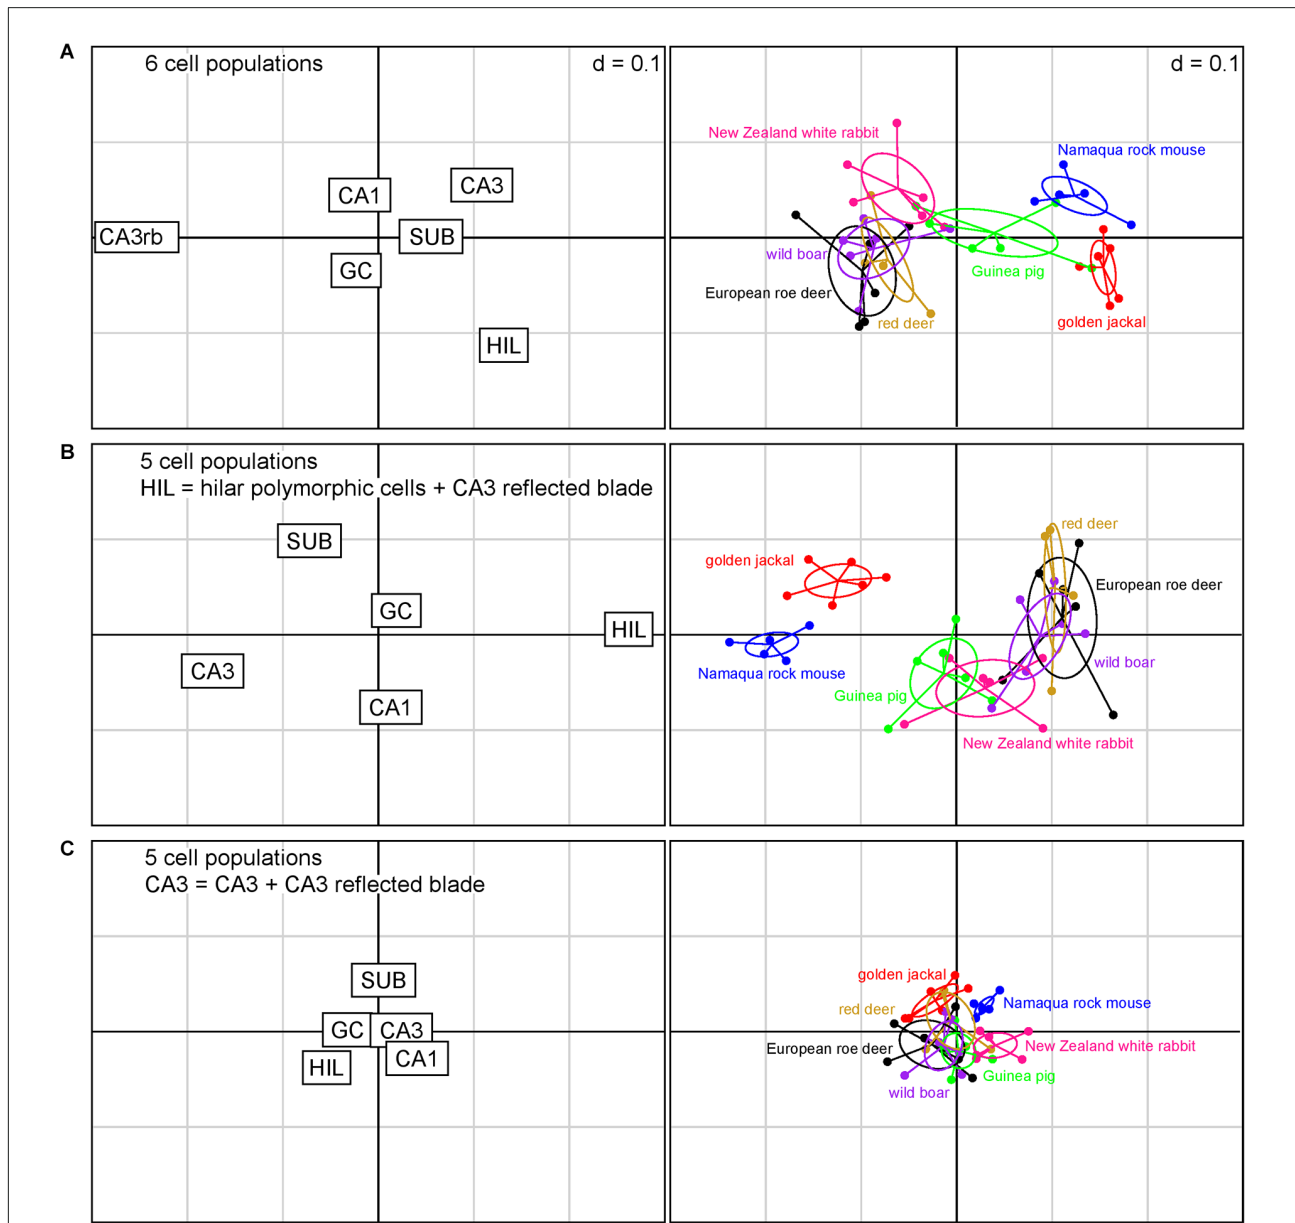 A
6 cell populations
d = 0.1
CA1
CA3
CA3rb
SUB
GC
HIL
d = 0.1
New Zealand white rabbit
Namaqua rock mouse
wild boar
Guinea pig
European roe deer
red deer
golden jackal
B
5 cell populations
HIL = hilar polymorphic cells + CA3 reflected blade
SUB
GC
HIL
CA3
CA1
red deer
golden jackal
European roe deer
wild boar
Namaqua rock mouse
Guinea pig
New Zealand white rabbit
C
5 cell populations
CA3 = CA3 + CA3 reflected blade
SUB
GC
CA3
CA1
HIL
golden jackal
Namaqua rock mouse
red deer
New Zealand white rabbit
European roe deer
Guinea pig
wild boar